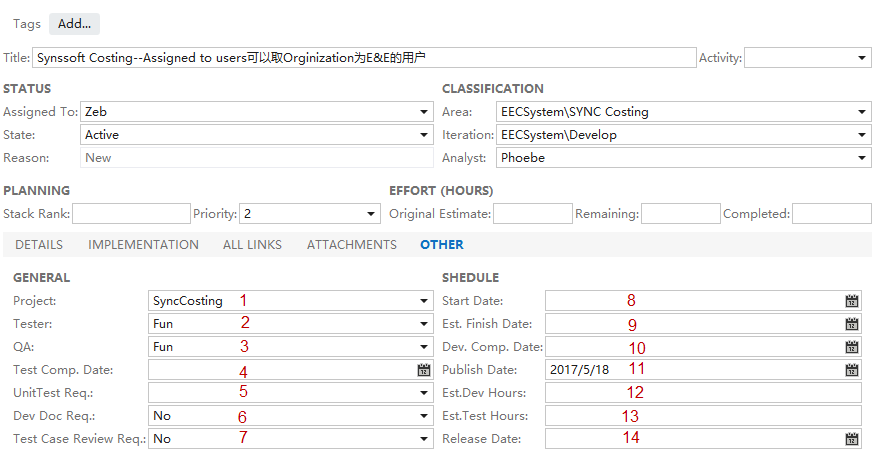 Tags Add...
Title: Synssoft Costing--Assigned to users可以取Orginization为E&E的用户 Activity:
STATUS CLASSIFICATION
Assigned To: Zeb Area: EECSystem\SYNC Costing
State: Active Iteration: EECSystem\Develop
Reason: New Analyst: Phoebe
PLANNING EFFORT (HOURS)
Stack Rank: Priority: 2 Original Estimate: Remaining: Completed:
DETAILS IMPLEMENTATION ALL LINKS ATTACHMENTS OTHER
GENERAL SHEDULE
Project: SyncCosting 1 Start Date: 8
Tester: Fun 2 Est. Finish Date: 9
QA: Fun 3 Dev. Comp. Date: 10
Test Comp. Date: 4 Publish Date: 2017/5/18 11
UnitTest Req.: 5 Est.Dev Hours: 12
Dev Doc Req.: No 6 Est.Test Hours: 13
Test Case Review Req.: No 7 Release Date: 14